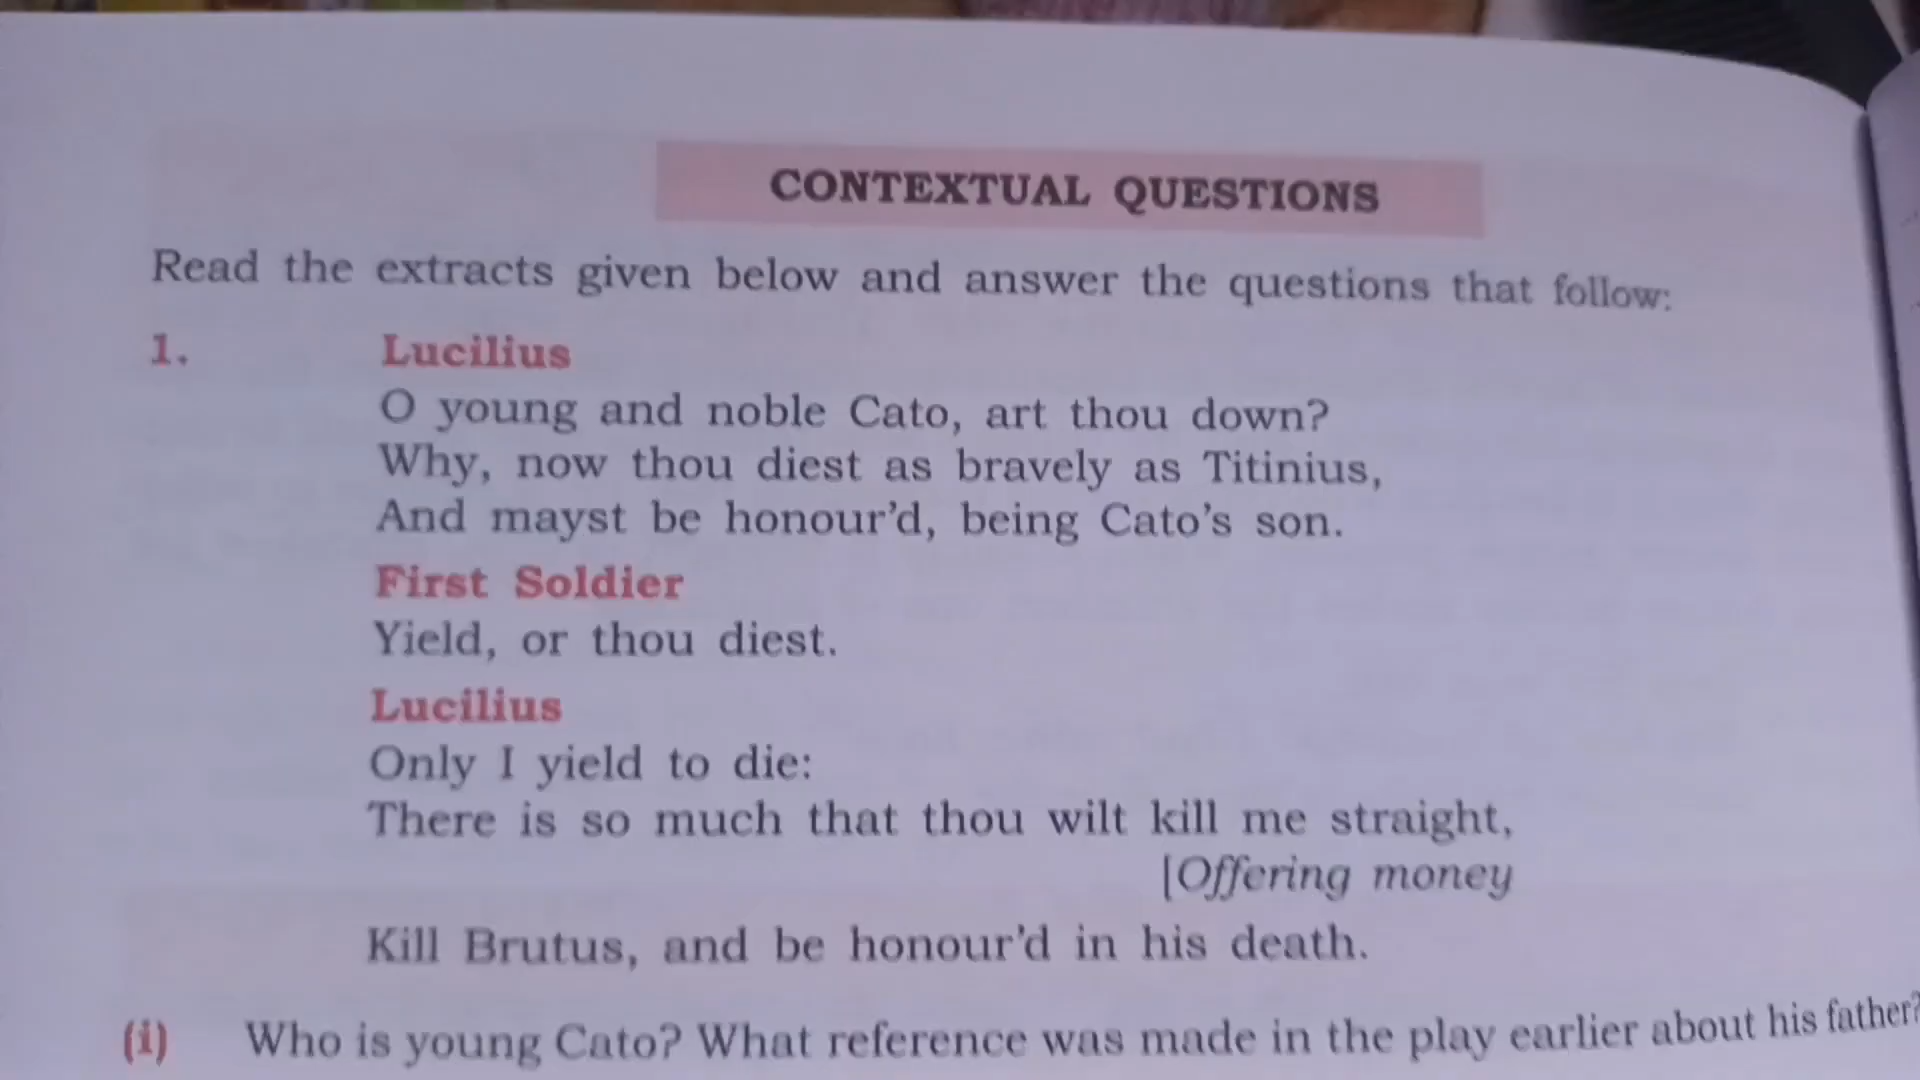 CONTEXTUAL QUESTIONS
Read the extracts given below and answer the questions that follow:
1. Lucilius
O young and noble Cato, art thou down?
Why, now thou diest as bravely as Titinius,
And mayst be honour'd, being Cato's son.
First Soldier
Yield, or thou diest.
Lucilius
Only I yield to die:
There is so much that thou wilt kill me straight,
[Offering money
Kill Brutus, and be honour'd in his death.
(i) Who is young Cato? What reference was made in the play earlier about his father?